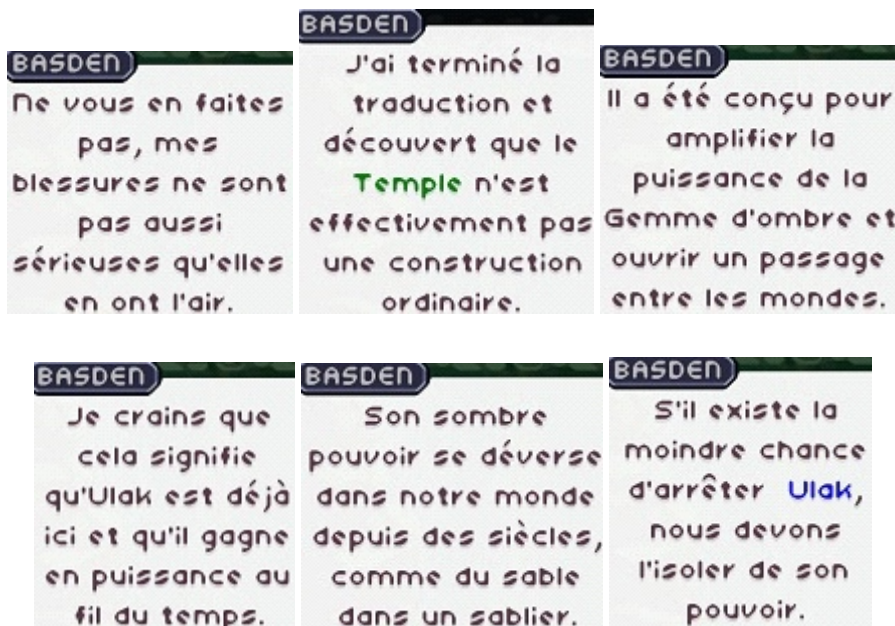 BASDEN
Ne vous en faites
pas, mes
blessures ne sont
pas aussi
sérieuses qu'elles
en ont l'air.
BASDEN
J'ai terminé la
traduction et
découvert que le
Temple n'est
effectivement pas
une construction
ordinaire.
BASDEN
Il a été conçu pour
amplifier la
puissance de la
Gemme d'ombre et
ouvrir un passage
entre les mondes.
BASDEN
Je crains que
cela signifie
qu'Ulak est déjà
ici et qu'il gagne
en puissance au
fil du temps.
BASDEN
Son sombre
pouvoir se déverse
dans notre monde
depuis des siècles,
comme du sable
dans un sablier.
BASDEN
S'il existe la
moindre chance
d'arrêter Ulak,
nous devons
l'isoler de son
pouvoir.